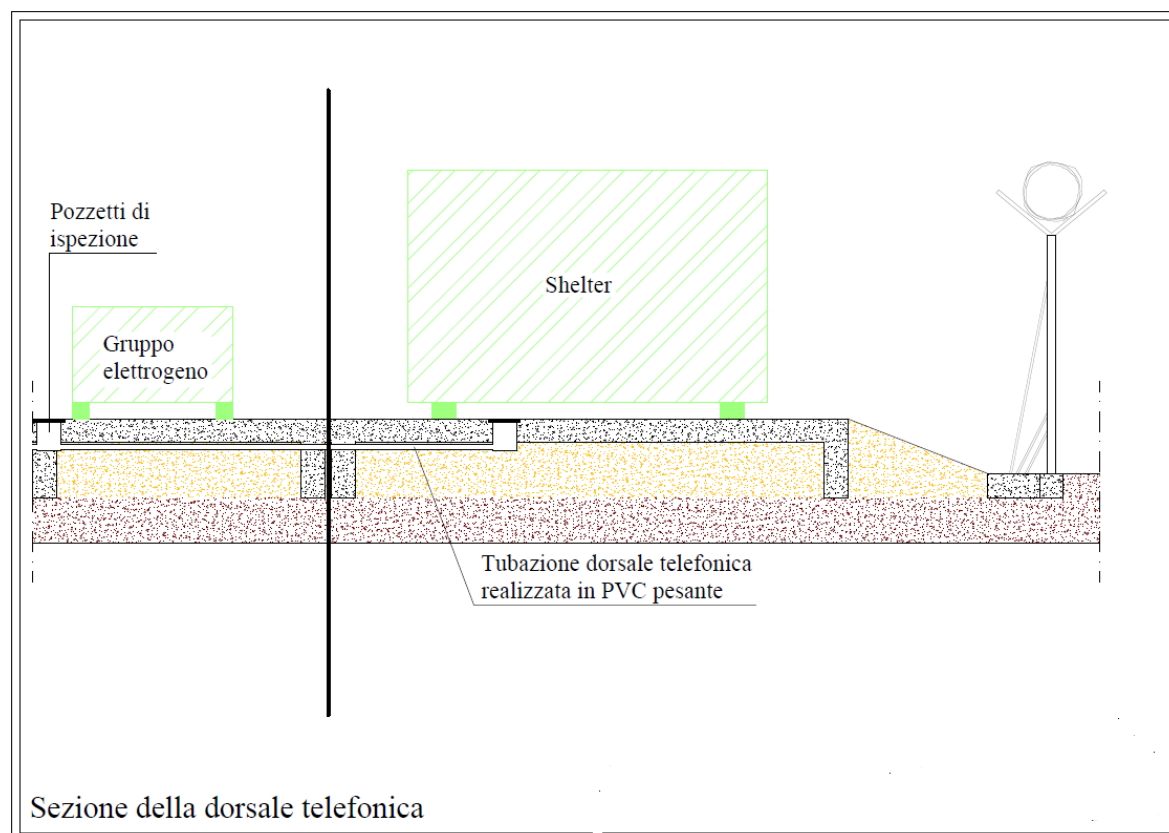 Pozzetti di
ispezione
Shelter
Gruppo
elettrogeno
Tubazione dorsale telefonica
realizzata in PVC pesante
Sezione della dorsale telefonica